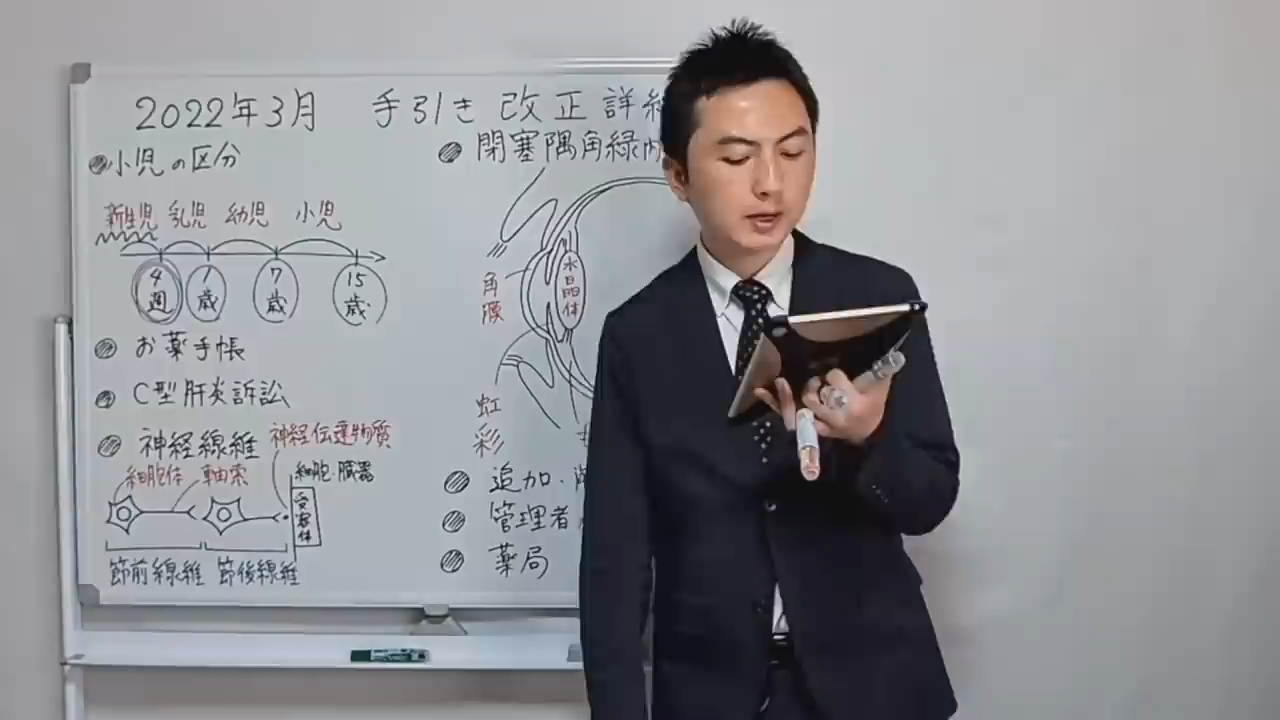 2022年3月 手引き 改正 詳細
小児の区分
新生児 乳児 幼児 小児
4週 1歳 7歳 15歳
お薬手帳
C型肝炎訴訟
神経線維 神経伝達物質
細胞体 軸索 細胞・臓器
受容体
節前線維 節後線維
閉塞隅角緑内
角膜
水晶体
虹彩
追加・
管理者
薬局